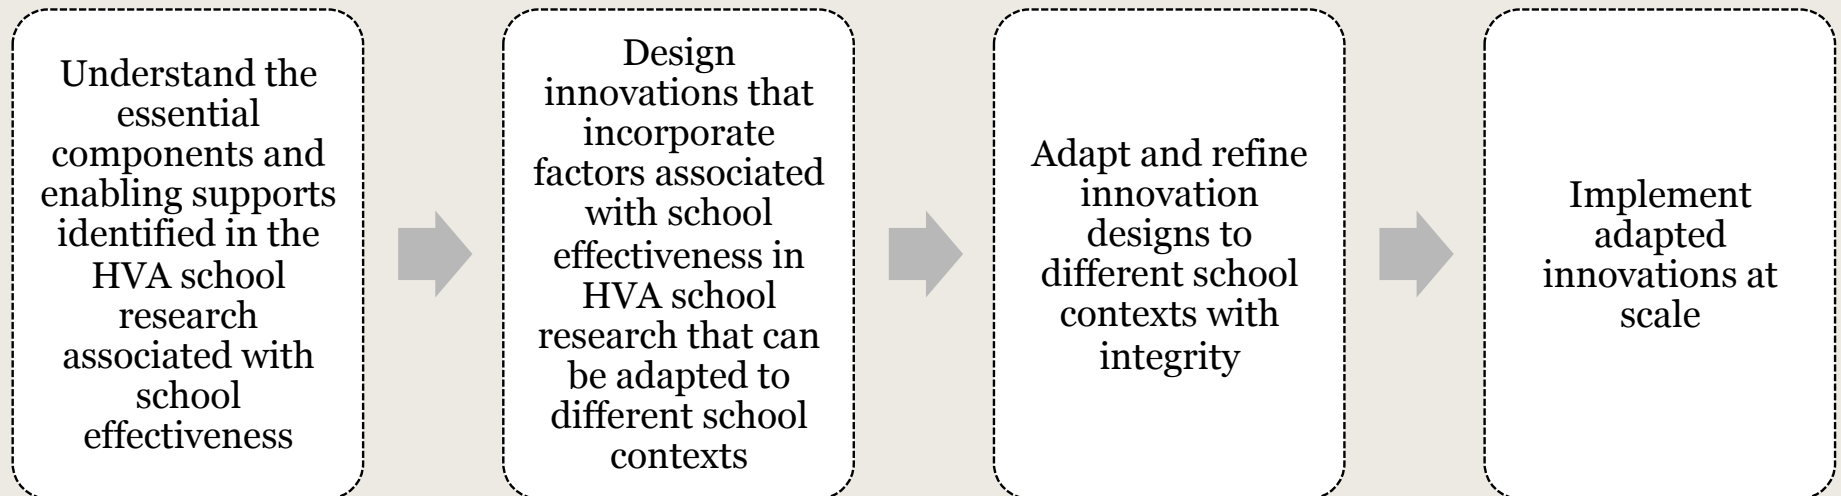 Understand the
essential
components and
enabling supports
identified in the
HVA school
research
associated with
school
effectiveness
Design
innovations that
incorporate
factors associated
with school
effectiveness in
HVA school
research that can
be adapted to
different school
contexts
Adapt and refine
innovation
designs to
different school
contexts with
integrity
Implement
adapted
innovations at
scale